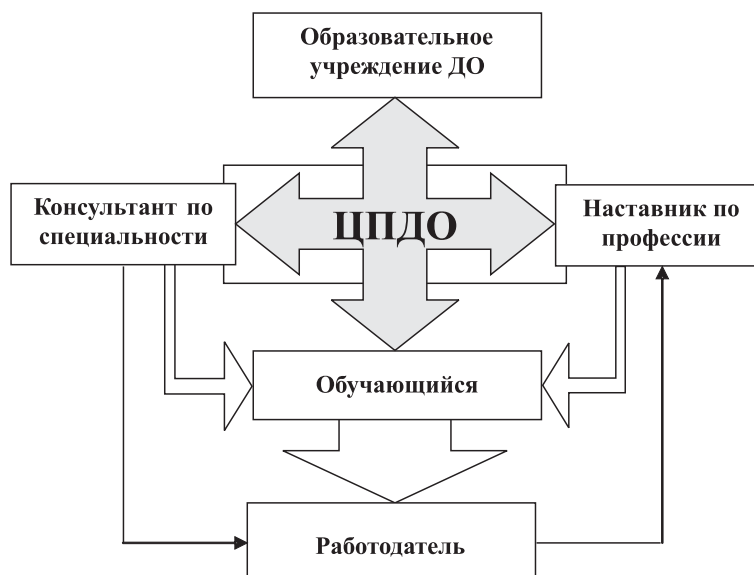 Образовательное
учреждение ДО
Консультант по
специальности
ЦПДО
Наставник по
профессии
Обучающийся
Работодатель